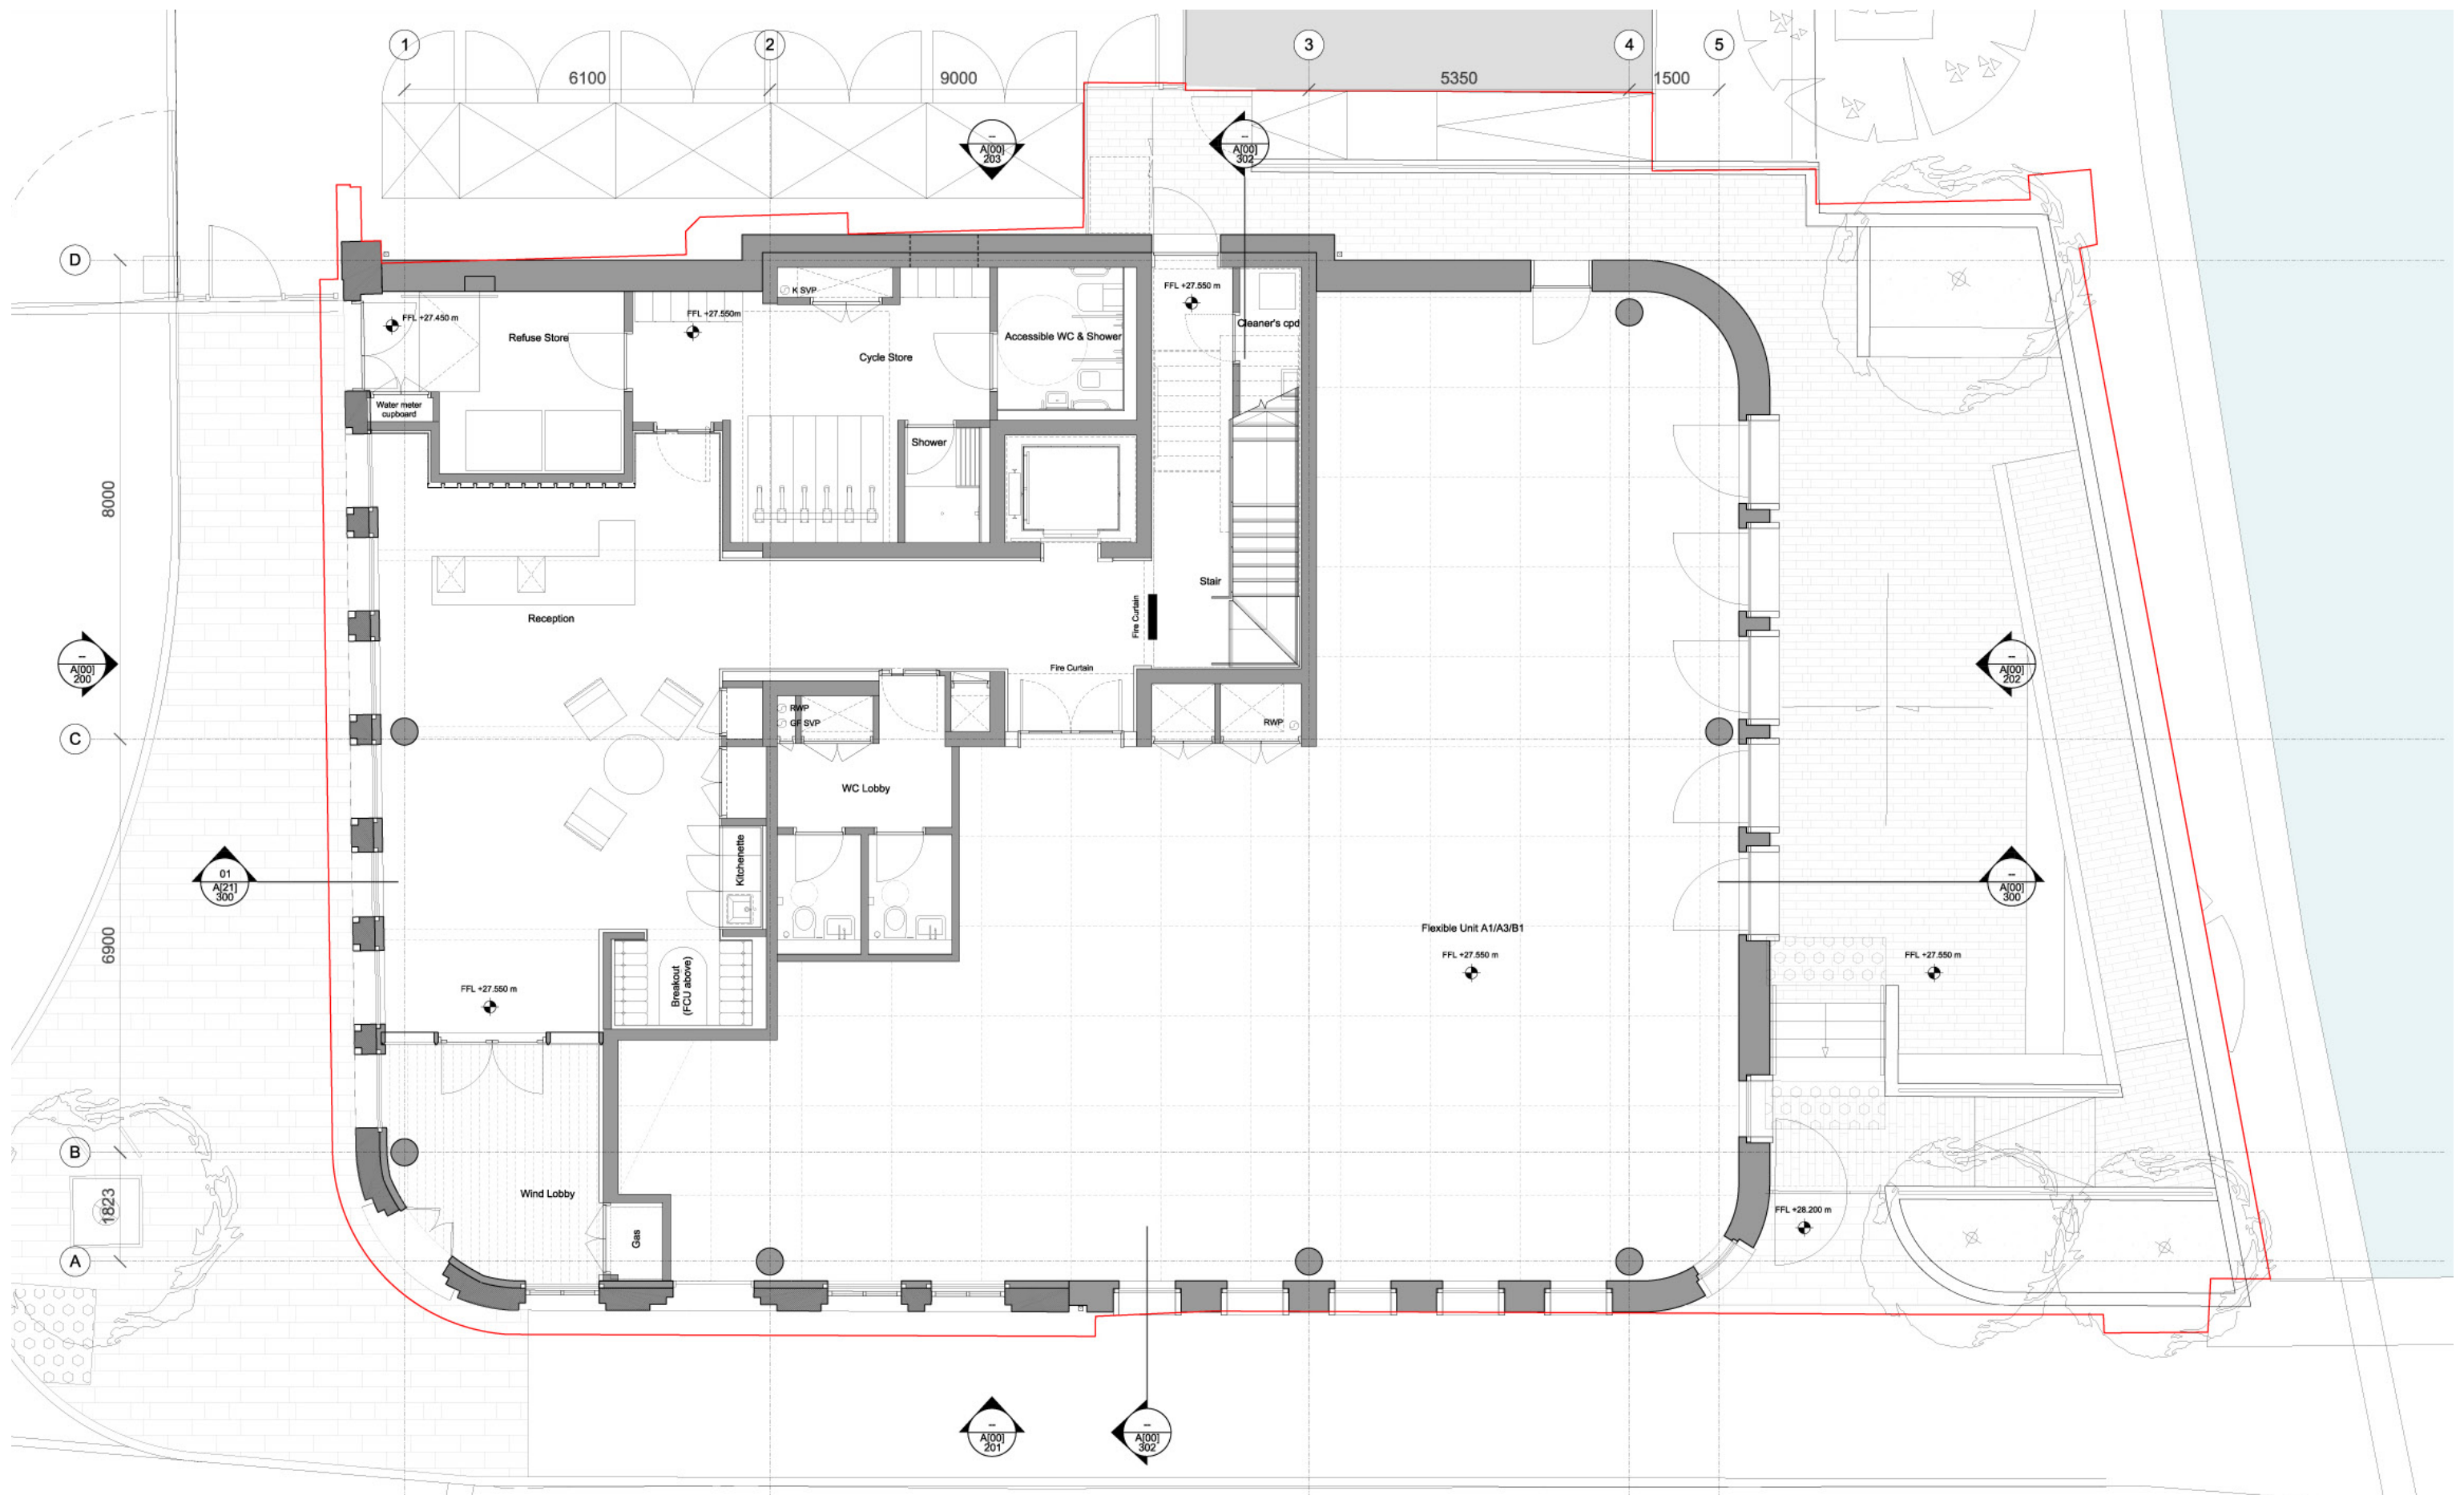 1
2
3
4
5
6100
9000
5350
1500
--
A[00]
203
--
A[00]
302
D
K SVP
FFL +27.550 m
FFL +27.450 m
FFL +27.550m
Refuse Store
Cycle Store
Accessible WC & Shower
Cleaner's cpd
Water meter
cupboard
Shower
8000
Stair
Reception
Fire Curtain
Fire Curtain
--
A[00]
200
--
A[00]
202
RWP
GF SVP
RWP
C
WC Lobby
Kitchenette
01
A[21]
300
--
A[00]
300
6900
Flexible Unit A1/A3/B1
FFL +27.550 m
FFL +27.550 m
Breakout
(FCU above)
FFL +27.550 m
B
1823
Wind Lobby
FFL +28.200 m
Gas
A
--
A[00]
201
--
A[00]
302